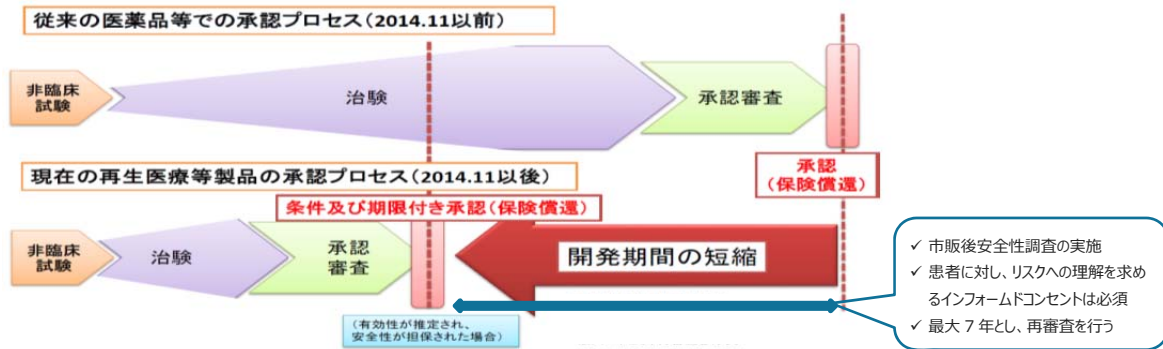 従来の医薬品等での承認プロセス(2014.11以前)
非臨床
試験
治験
承認審査
承認
(保険償還)
現在の再生医療等製品の承認プロセス(2014.11以後)
条件及び期限付き承認(保険償還)
非臨床
試験
治験
承認
審査
開発期間の短縮
(有効性が推定され、
安全性が担保された場合)
✓ 市販後安全性調査の実施
✓ 患者に対し、リスクへの理解を求め
るインフォームドコンセントは必須
✓ 最大 7 年とし、再審査を行う